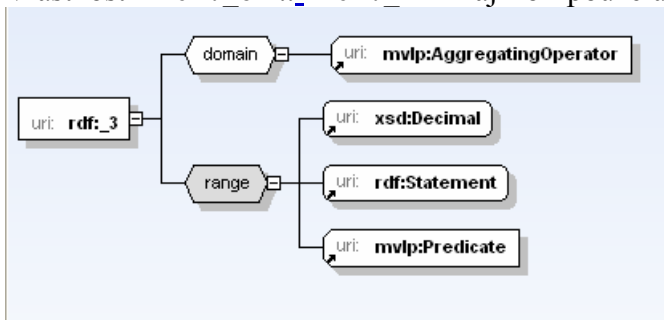 domain
uri: mvlp:AggregatingOperator
uri: rdf:_3
uri: xsd:Decimal
range
uri: rdf:Statement
uri: mvlp:Predicate